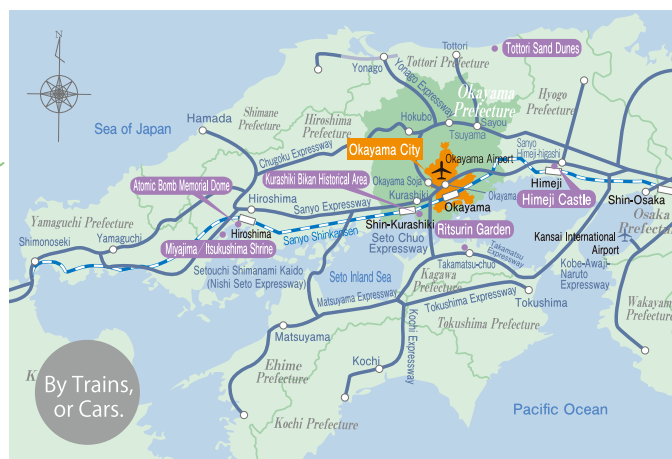 Tottori
Tottori Sand Dunes
Yonago
Tottori Prefecture
Yonago Expressway
Okayama
Prefecture
Hyogo
Prefecture
Shimane
Prefecture
Hiroshima
Prefecture
Hokubo
Sayou
Tsuyama
Sea of Japan
Hamada
Chugoku Expressway
Okayama City
Okayama Airport
Sanyo
Himeji-higashi
Atomic Bomb Memorial Dome
Kurashiki Bikan Historical Area
Okayama Soja
Okayama
Himeji
Himeji Castle
Shin-Osaka
Osaka
Prefecture
Kurashiki
Okayama
Hiroshima
Sanyo Expressway
Yamaguchi Prefecture
Hiroshima
Shin-Kurashiki
Ritsurin Garden
Kansai International
Airport
Shimonoseki
Yamaguchi
Miyajima / Itsukushima Shrine
Sanyo Shinkensen
Seto Chuo
Expressway
Takamatsu
Expressway
Takamatsu-chuo
Kobe-Awaji-
Naruto
Expressway
Setouchi Shimanami Kaido
(Nishi Seto Expressway)
Seto Inland Sea
Kagawa
Prefecture
Matsuyama Expressway
Tokushima Expressway
Tokushima
Wakayama
Prefecture
Matsuyama
Kochi Expressway
Tokushima Prefecture
Ehime
Prefecture
Kochi
Kochi Prefecture
Pacific Ocean
By Trains,
or Cars.